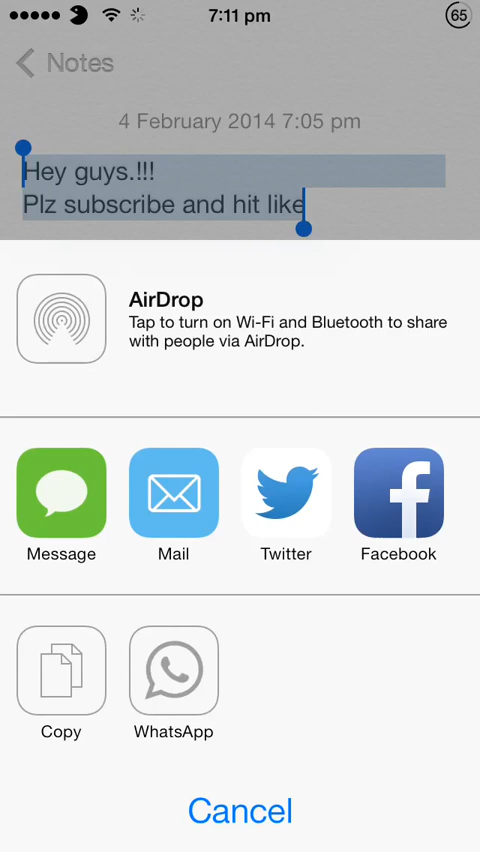 7:11 pm
65
Notes
4 February 2014 7:05 pm
Hey guys.!!!
Plz subscribe and hit like
AirDrop
Tap to turn on Wi-Fi and Bluetooth to share
with people via AirDrop.
Message
Mail
Twitter
Facebook
Copy
WhatsApp
Cancel